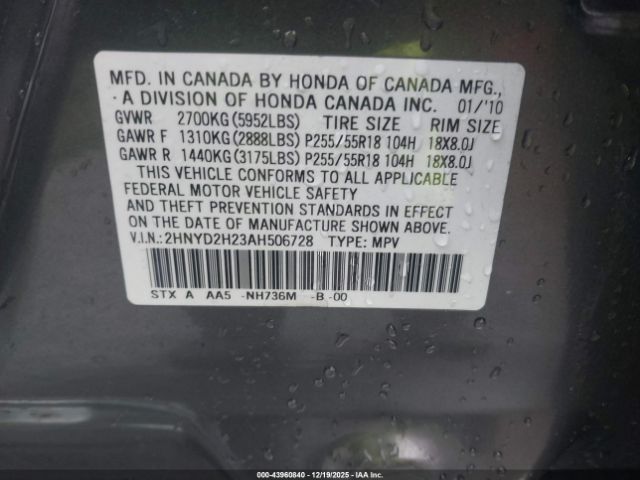 MFD. IN CANADA BY HONDA OF CANADA MFG.,
A DIVISION OF HONDA CANADA INC. 01/'10
GVWR 2700KG (5952LBS) TIRE SIZE RIM SIZE
GAWR F 1310KG (2888LBS) P255/55R18 104H 18X8.0J
GAWR R 1440KG (3175LBS) P255/55R18 104H 18X8.0J
THIS VEHICLE CONFORMS TO ALL APPLICABLE
FEDERAL MOTOR VEHICLE SAFETY
AND THEFT PREVENTION STANDARDS IN EFFECT
ON THE DATE OF MANUFACTURE SHOWN ABOVE.
V.I.N.: 2HNYD2H23AH506728 TYPE: MPV
STX A AA5 -NH736M -B -00
000-43960840 - 12/19/2025 - IAAI.com